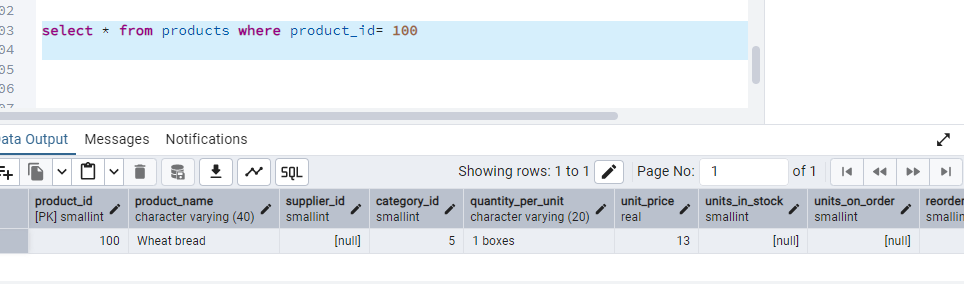 02
03 select * from products where product_id= 100
04
05
06
07
Data Output Messages Notifications
SQL Showing rows: 1 to 1 Page No: 1 of 1
product_id product_name supplier_id category_id quantity_per_unit unit_price units_in_stock units_on_order reorder
[PK] smallint character varying (40) smallint smallint character varying (20) real smallint smallint smallin
100 Wheat bread [null] 5 1 boxes 13 [null] [null]